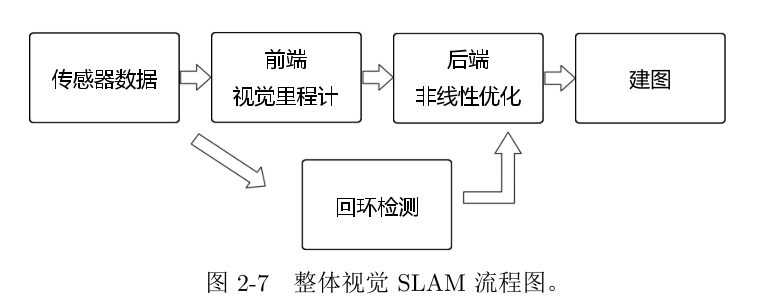 传感器数据
前端
视觉里程计
后端
非线性优化
建图
回环检测
图 2-7 整体视觉 SLAM 流程图。